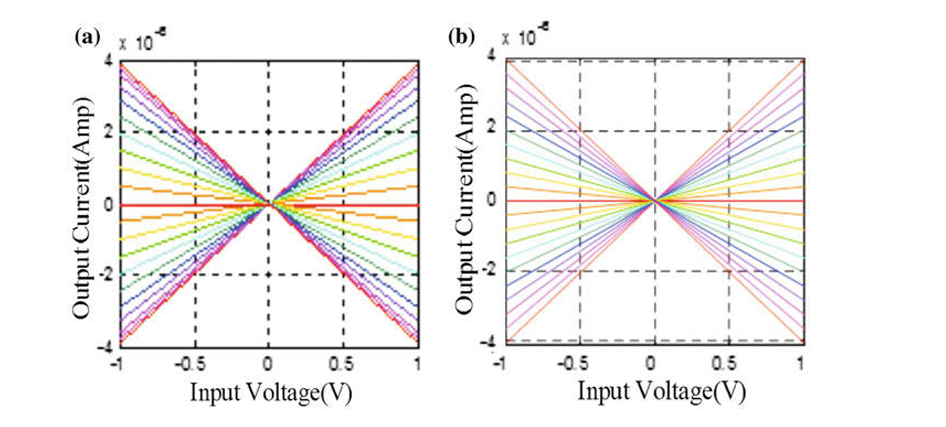 (a)
x 10⁻⁶
4
2
0
-2
-4
-1
-0.5
0
0.5
1
Output Current(Amp)
Input Voltage(V)
(b)
x 10⁻⁶
4
2
0
-2
-4
-1
-0.5
0
0.5
1
Output Current(Amp)
Input Voltage(V)